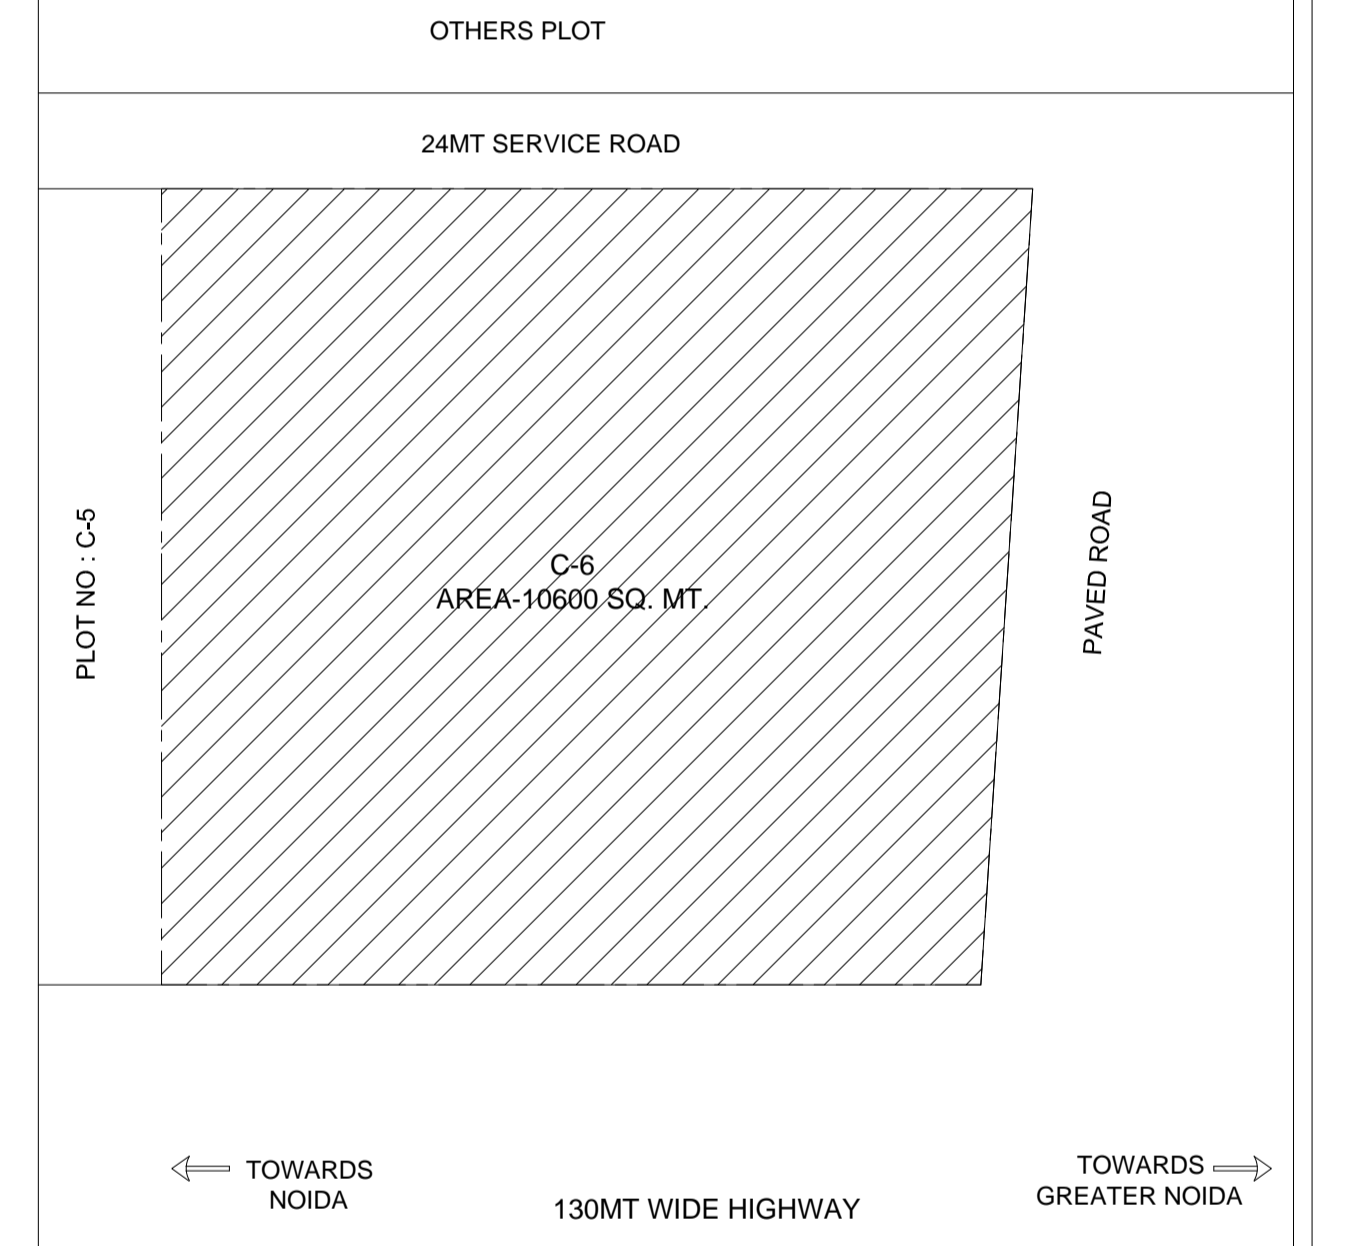 OTHERS PLOT
24MT SERVICE ROAD
PLOT NO : C-5
C-6
AREA-10600 SQ. MT.
PAVED ROAD
TOWARDS
NOIDA
130MT WIDE HIGHWAY
TOWARDS
GREATER NOIDA